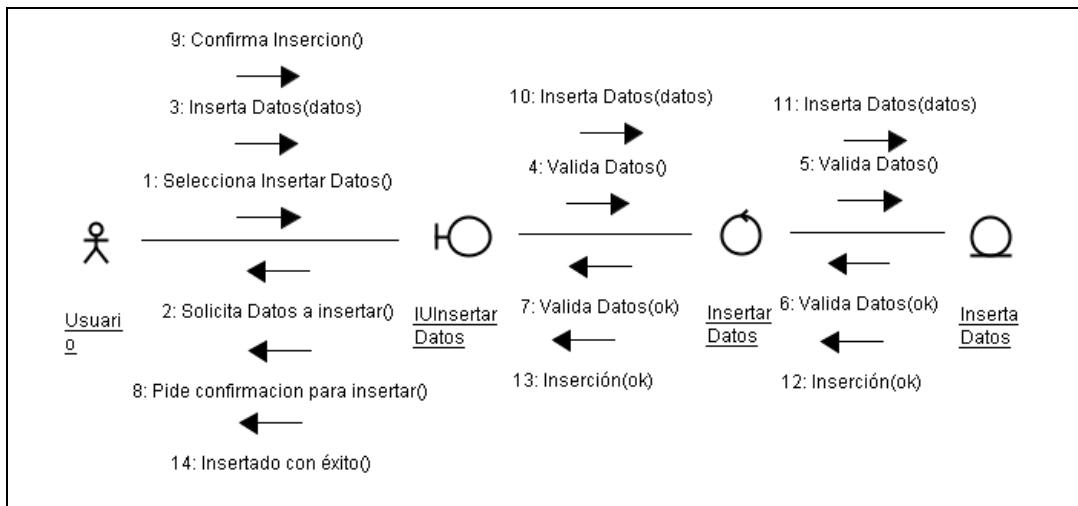 9: Confirma Insercion()
3: Inserta Datos(datos)
1: Selecciona Insertar Datos()
10: Inserta Datos(datos)
4: Valida Datos()
11: Inserta Datos(datos)
5: Valida Datos()
Usuari
o
2: Solicita Datos a insertar()
8: Pide confirmacion para insertar()
14: Insertado con éxito()
IUInsertar
Datos
7: Valida Datos(ok)
13: Inserción(ok)
Insertar
Datos
6: Valida Datos(ok)
12: Inserción(ok)
Inserta
Datos